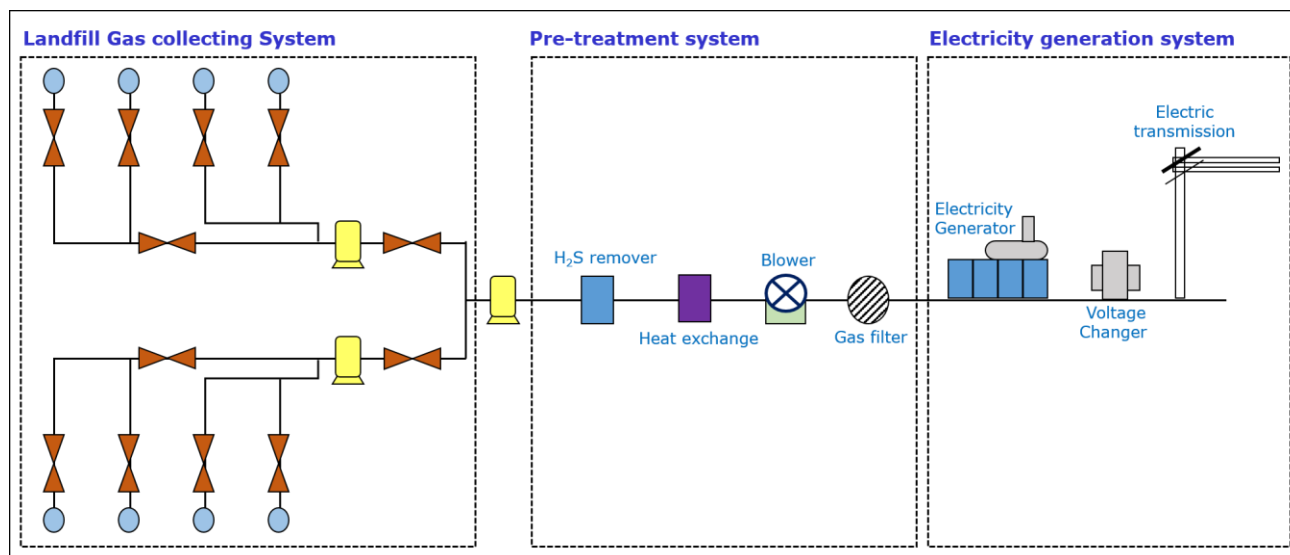 Landfill Gas collecting System
Pre-treatment system
Electricity generation system
H₂S remover
Heat exchange
Blower
Gas filter
Electricity
Generator
Voltage
Changer
Electric
transmission